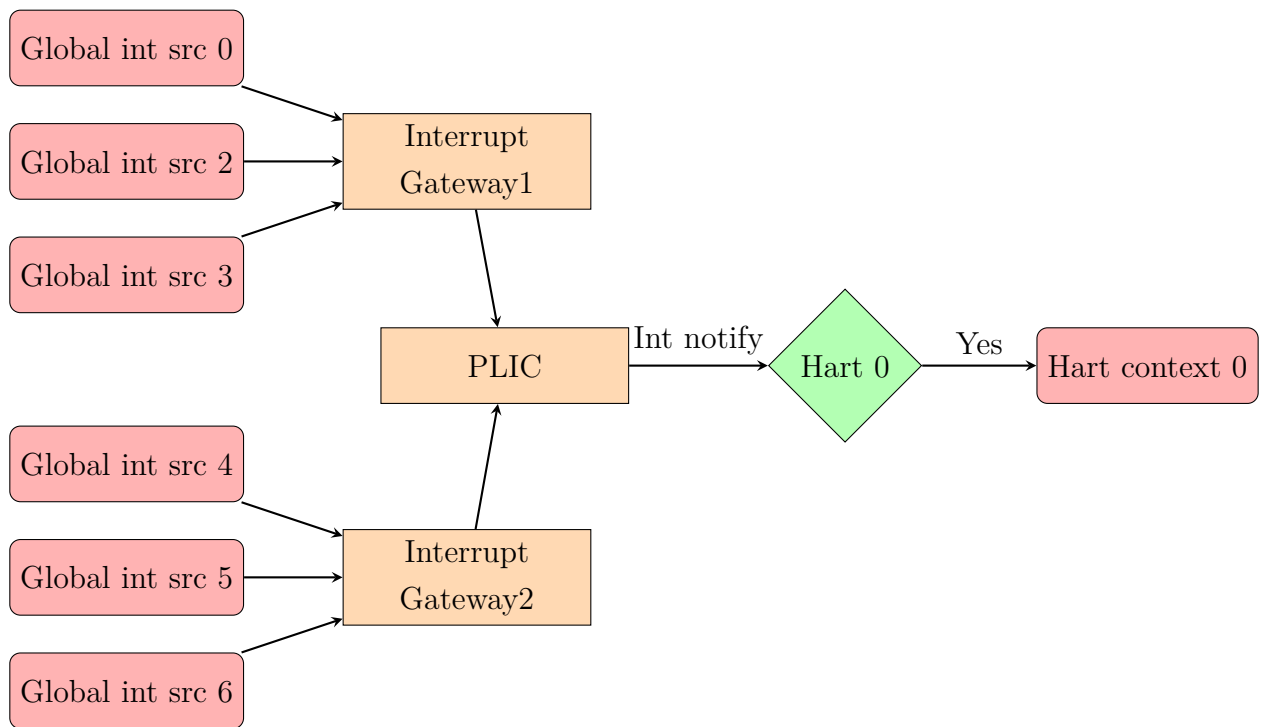 Global int src 0
Global int src 2
Global int src 3
Interrupt
Gateway1
PLIC
Int notify
Hart 0
Yes
Hart context 0
Global int src 4
Global int src 5
Global int src 6
Interrupt
Gateway2